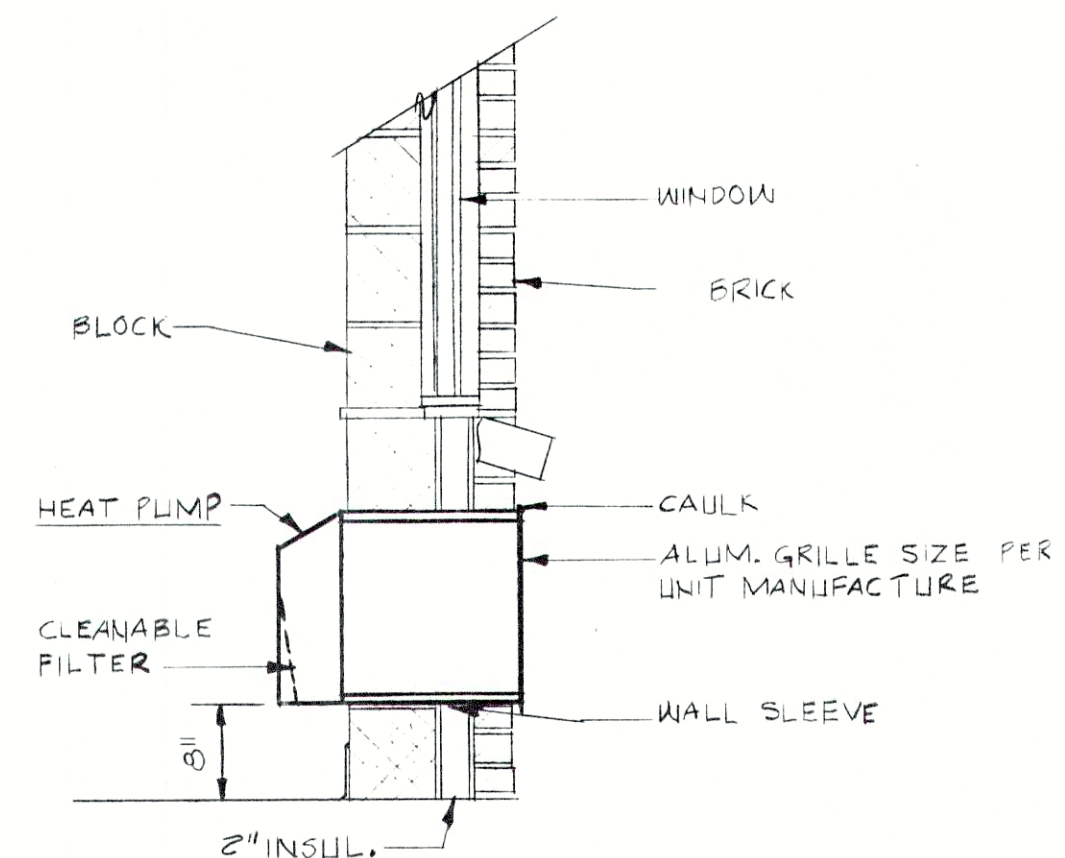 WINDOW
BRICK
BLOCK
HEAT PUMP
CAULK
ALUM. GRILLE SIZE PER
UNIT MANUFACTURE
CLEANABLE
FILTER
WALL SLEEVE
8"
2" INSUL.